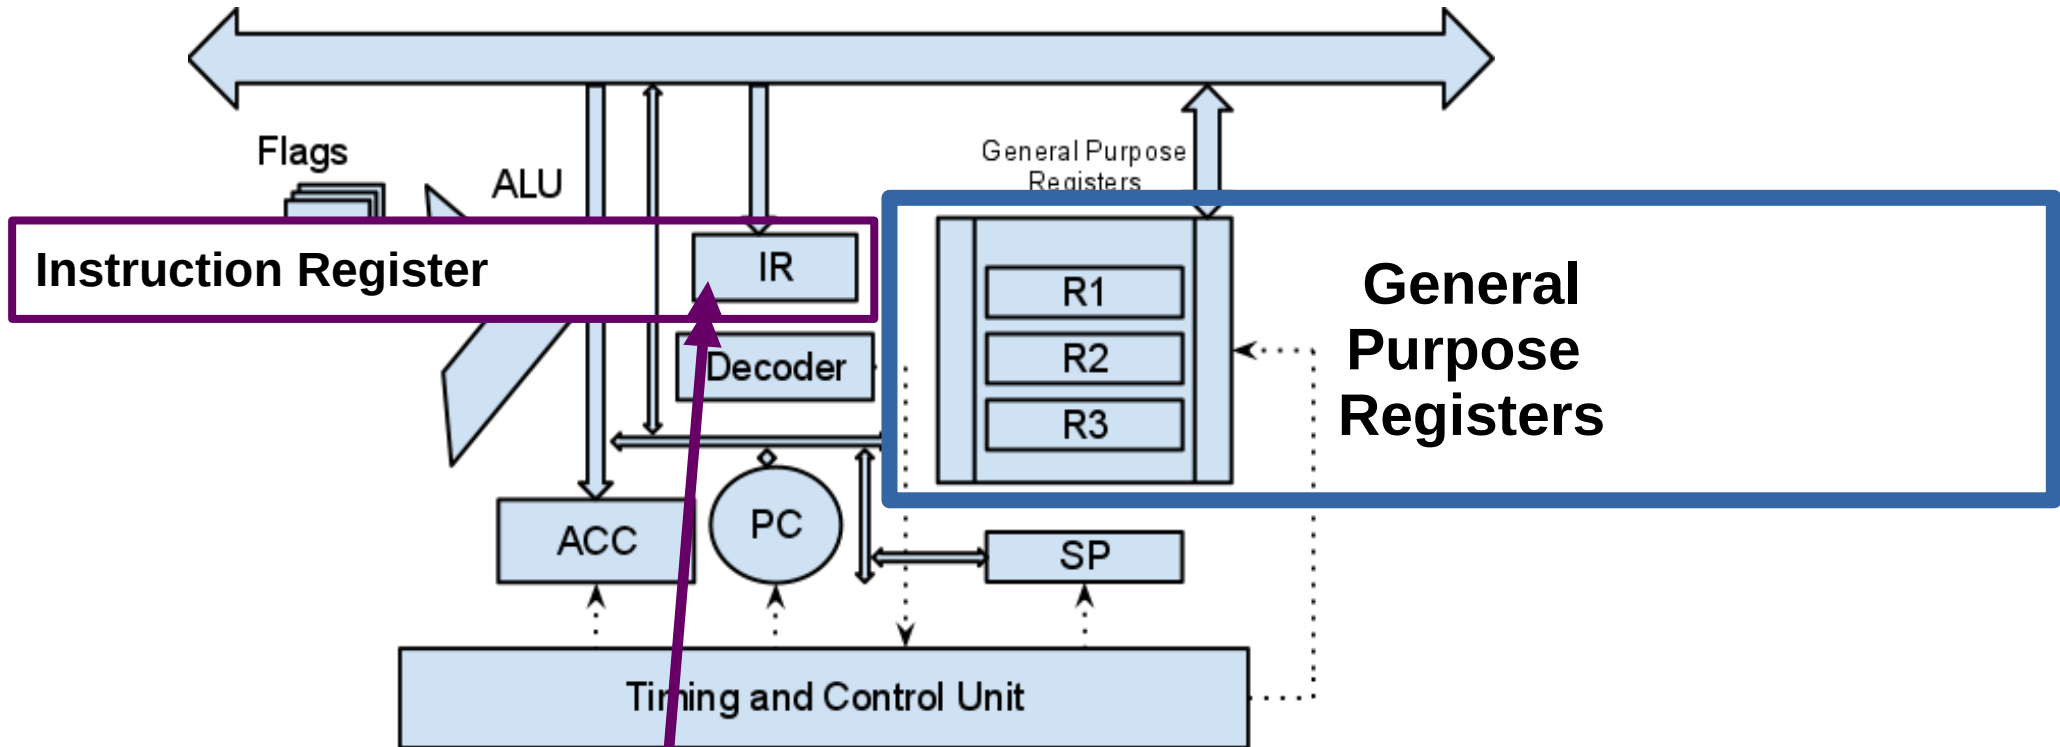 Flags
ALU
General Purpose
Registers
Instruction Register
IR
General
Purpose
Registers
R1
R2
R3
Decoder
ACC
PC
SP
Timing and Control Unit